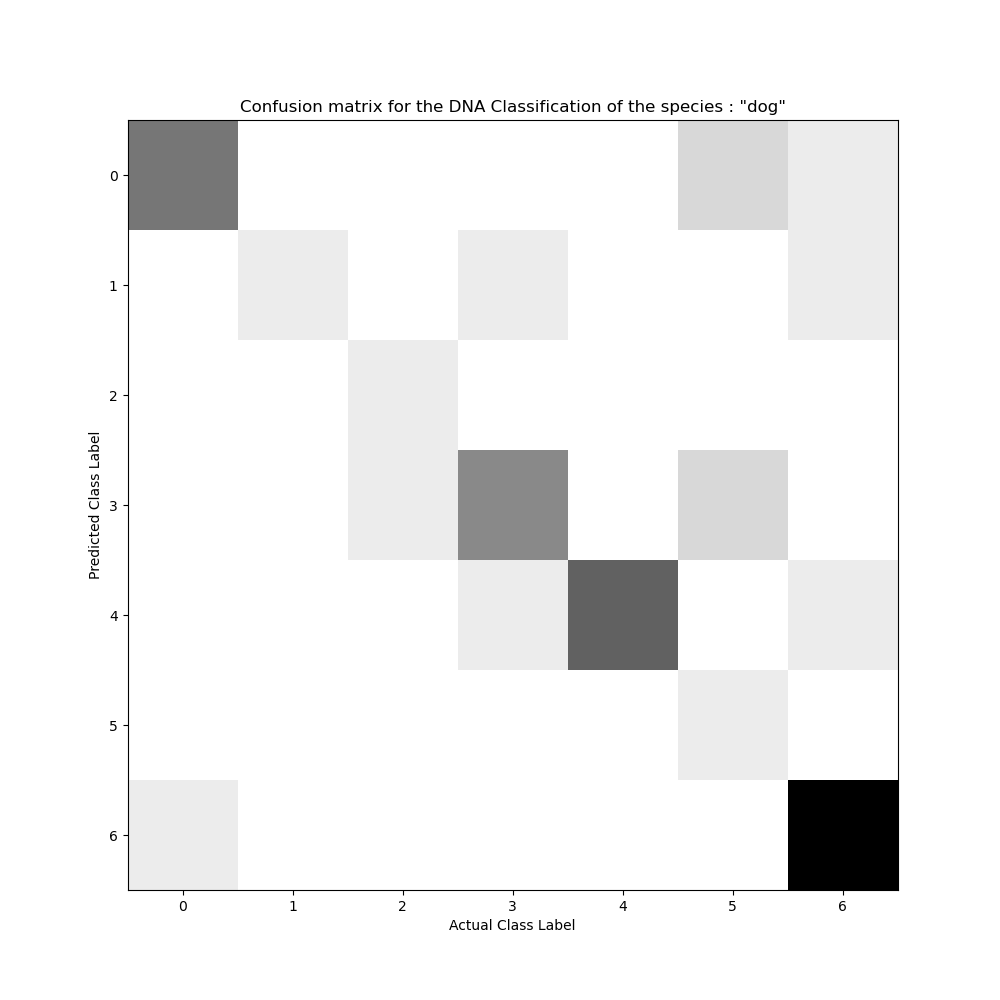 Confusion matrix for the DNA Classification of the species : "dog"
0
1
2
3
4
5
6
Predicted Class Label
0 1 2 3 4 5 6
Actual Class Label